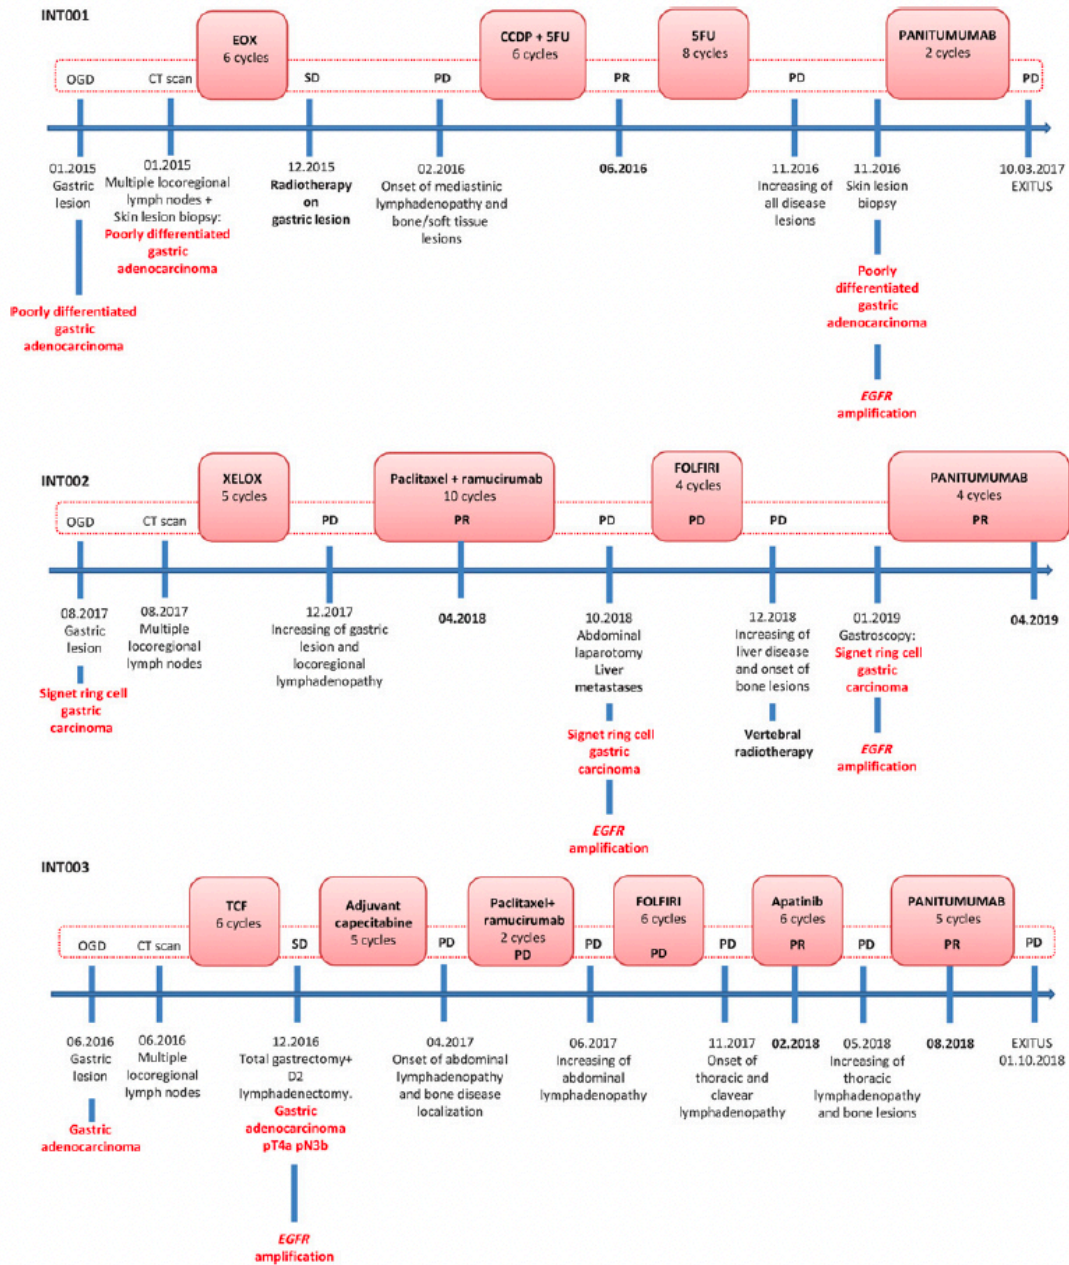 INT001
EOX
6 cycles
CCDP + 5FU
6 cycles
5FU
8 cycles
PANITUMUMAB
2 cycles
OGD
CT scan
SD
PD
PR
PD
PD
01.2015
Gastric
lesion
Poorly differentiated
gastric
adenocarcinoma
01.2015
Multiple locoregional
lymph nodes +
Skin lesion biopsy:
Poorly differentiated
gastric
adenocarcinoma
12.2015
Radiotherapy
on
gastric lesion
02.2016
Onset of mediastinic
lymphadenopathy and
bone/soft tissue
lesions
06.2016
11.2016
Increasing of
all disease
lesions
11.2016
Skin lesion
biopsy
Poorly
differentiated
gastric
adenocarcinoma
EGFR
amplification
10.03.2017
EXITUS
INT002
XELOX
5 cycles
Paclitaxel + ramucirumab
10 cycles
PR
FOLFIRI
4 cycles
PD
PANITUMUMAB
4 cycles
PR
OGD
CT scan
PD
PD
PD
08.2017
Gastric
lesion
Signet ring cell
gastric
carcinoma
08.2017
Multiple
locoregional
lymph nodes
12.2017
Increasing of gastric
lesion and
locoregional
lymphadenopathy
04.2018
10.2018
Abdominal
laparotomy
Liver
metastases
Signet ring cell
gastric
carcinoma
EGFR
amplification
12.2018
Increasing of
liver disease
and onset of
bone lesions
Vertebral
radiotherapy
01.2019
Gastroscopy:
Signet ring cell
gastric
carcinoma
EGFR
amplification
04.2019
INT003
TCF
6 cycles
Adjuvant
capecitabine
5 cycles
Paclitaxel+
ramucirumab
2 cycles
PD
FOLFIRI
6 cycles
PD
Apatinib
6 cycles
PR
PANITUMUMAB
5 cycles
PR
OGD
CT scan
SD
PD
PD
PD
PD
PD
06.2016
Gastric
lesion
Gastric
adenocarcinoma
06.2016
Multiple
locoregional
lymph nodes
12.2016
Total gastrectomy+
D2
lymphadenectomy.
Gastric
adenocarcinoma
pT4a pN3b
EGFR
amplification
04.2017
Onset of abdominal
lymphadenopathy
and bone disease
localization
06.2017
Increasing of
abdominal
lymphadenopathy
11.2017
Onset of
thoracic and
clavear
lymphadenopathy
02.2018
05.2018
Increasing of
thoracic
lymphadenopathy
and bone lesions
08.2018
EXITUS
01.10.2018